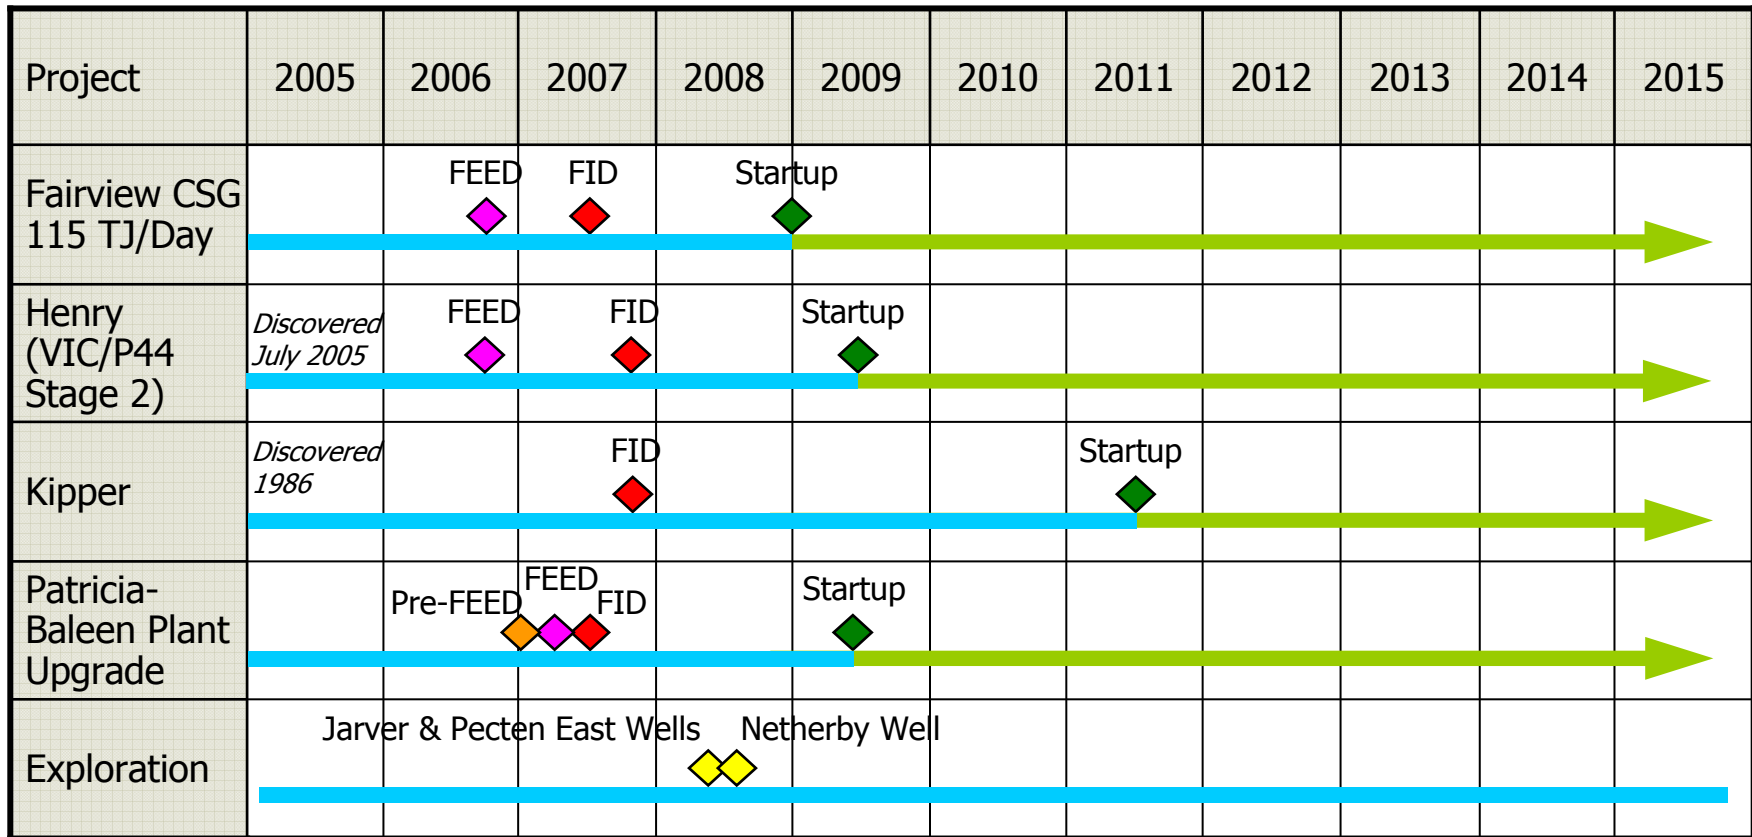 Project 2005 2006 2007 2008 2009 2010 2011 2012 2013 2014 2015
Fairview CSG
115 TJ/Day
FEED FID Startup
Henry
(VIC/P44
Stage 2)
Discovered
July 2005
FEED FID Startup
Kipper
Discovered
1986
FID Startup
Patricia-
Baleen Plant
Upgrade
Pre-FEED FEED FID Startup
Exploration
Jarver & Pecten East Wells Netherby Well